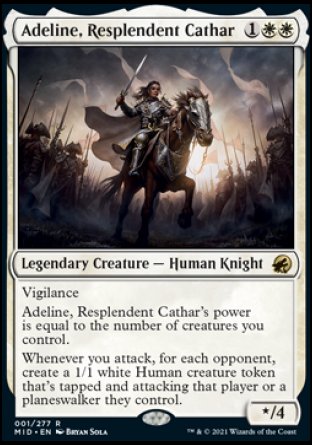 Adeline, Resplendent Cathar 1
Legendary Creature — Human Knight
Vigilance
Adeline, Resplendent Cathar's power
is equal to the number of creatures you
control.
Whenever you attack, for each opponent,
create a 1/1 white Human creature token
that's tapped and attacking that player or a
planeswalker they control.
001/277 R
MID • EN BRYAN SOLA
™ & © 2021 Wizards of the Coast
*/4